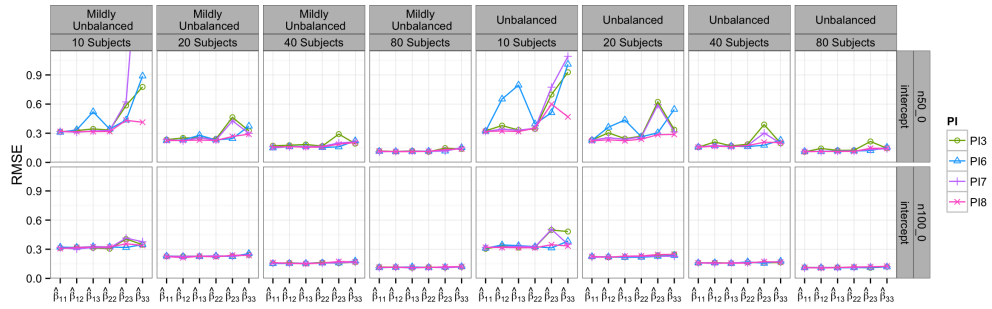 Mildly Unbalanced Mildly Unbalanced Mildly Unbalanced Mildly Unbalanced Unbalanced Unbalanced Unbalanced Unbalanced
10 Subjects 20 Subjects 40 Subjects 80 Subjects 10 Subjects 20 Subjects 40 Subjects 80 Subjects
RMSE
0.9
0.6
0.3
0.0
n50_0
intercept
0.9
0.6
0.3
0.0
n100_0
intercept
β̂11 β̂12 β̂13 β̂22 β̂23 β̂33 β̂11 β̂12 β̂13 β̂22 β̂23 β̂33 β̂11 β̂12 β̂13 β̂22 β̂23 β̂33 β̂11 β̂12 β̂13 β̂22 β̂23 β̂33 β̂11 β̂12 β̂13 β̂22 β̂23 β̂33 β̂11 β̂12 β̂13 β̂22 β̂23 β̂33 β̂11 β̂12 β̂13 β̂22 β̂23 β̂33 β̂11 β̂12 β̂13 β̂22 β̂23 β̂33
PI
PI3
PI6
PI7
PI8